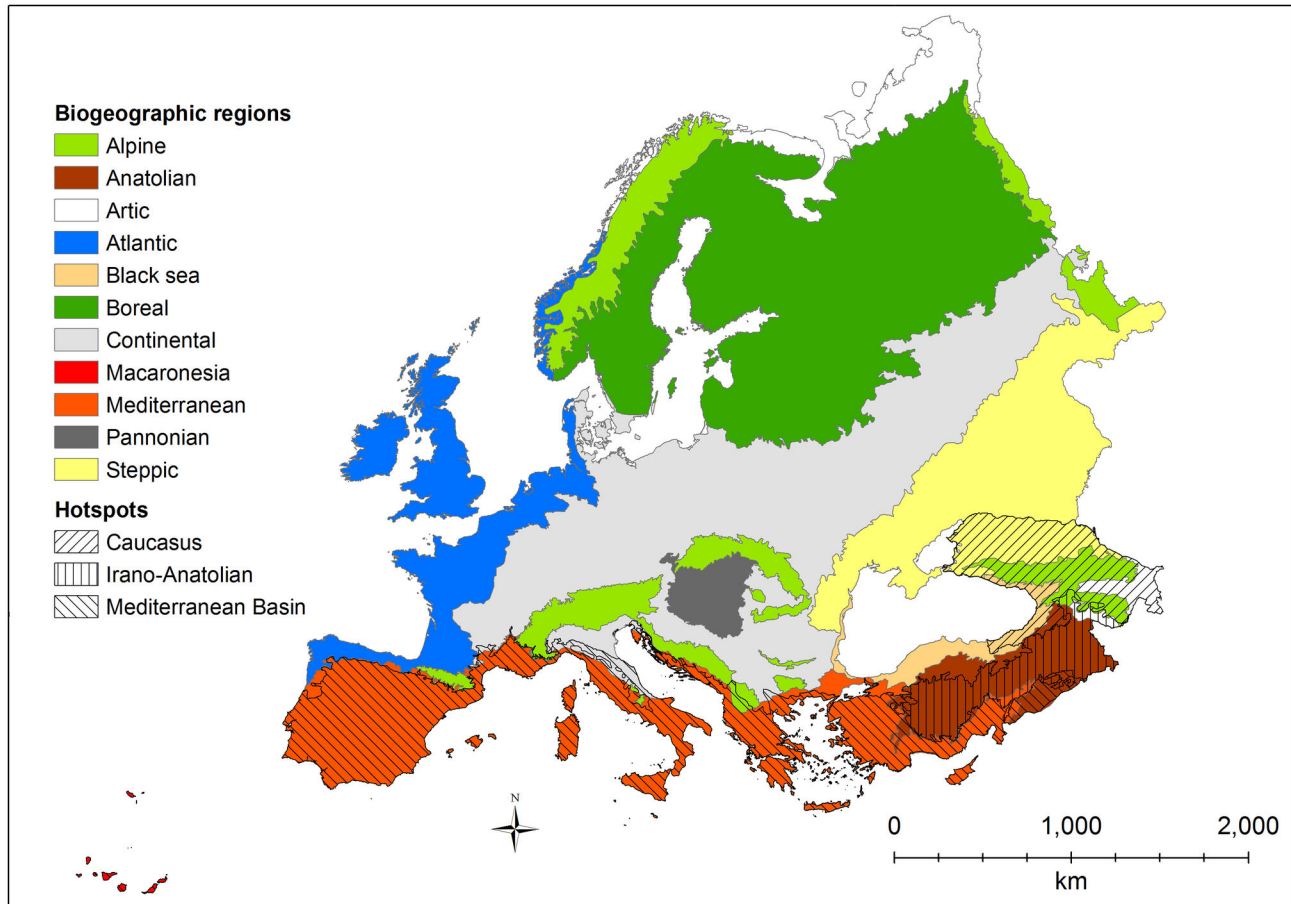 Biogeographic regions
Alpine
Anatolian
Artic
Atlantic
Black sea
Boreal
Continental
Macaronesia
Mediterranean
Pannonian
Steppic
Hotspots
Caucasus
Irano-Anatolian
Mediterranean Basin
N
0 1,000 2,000
km